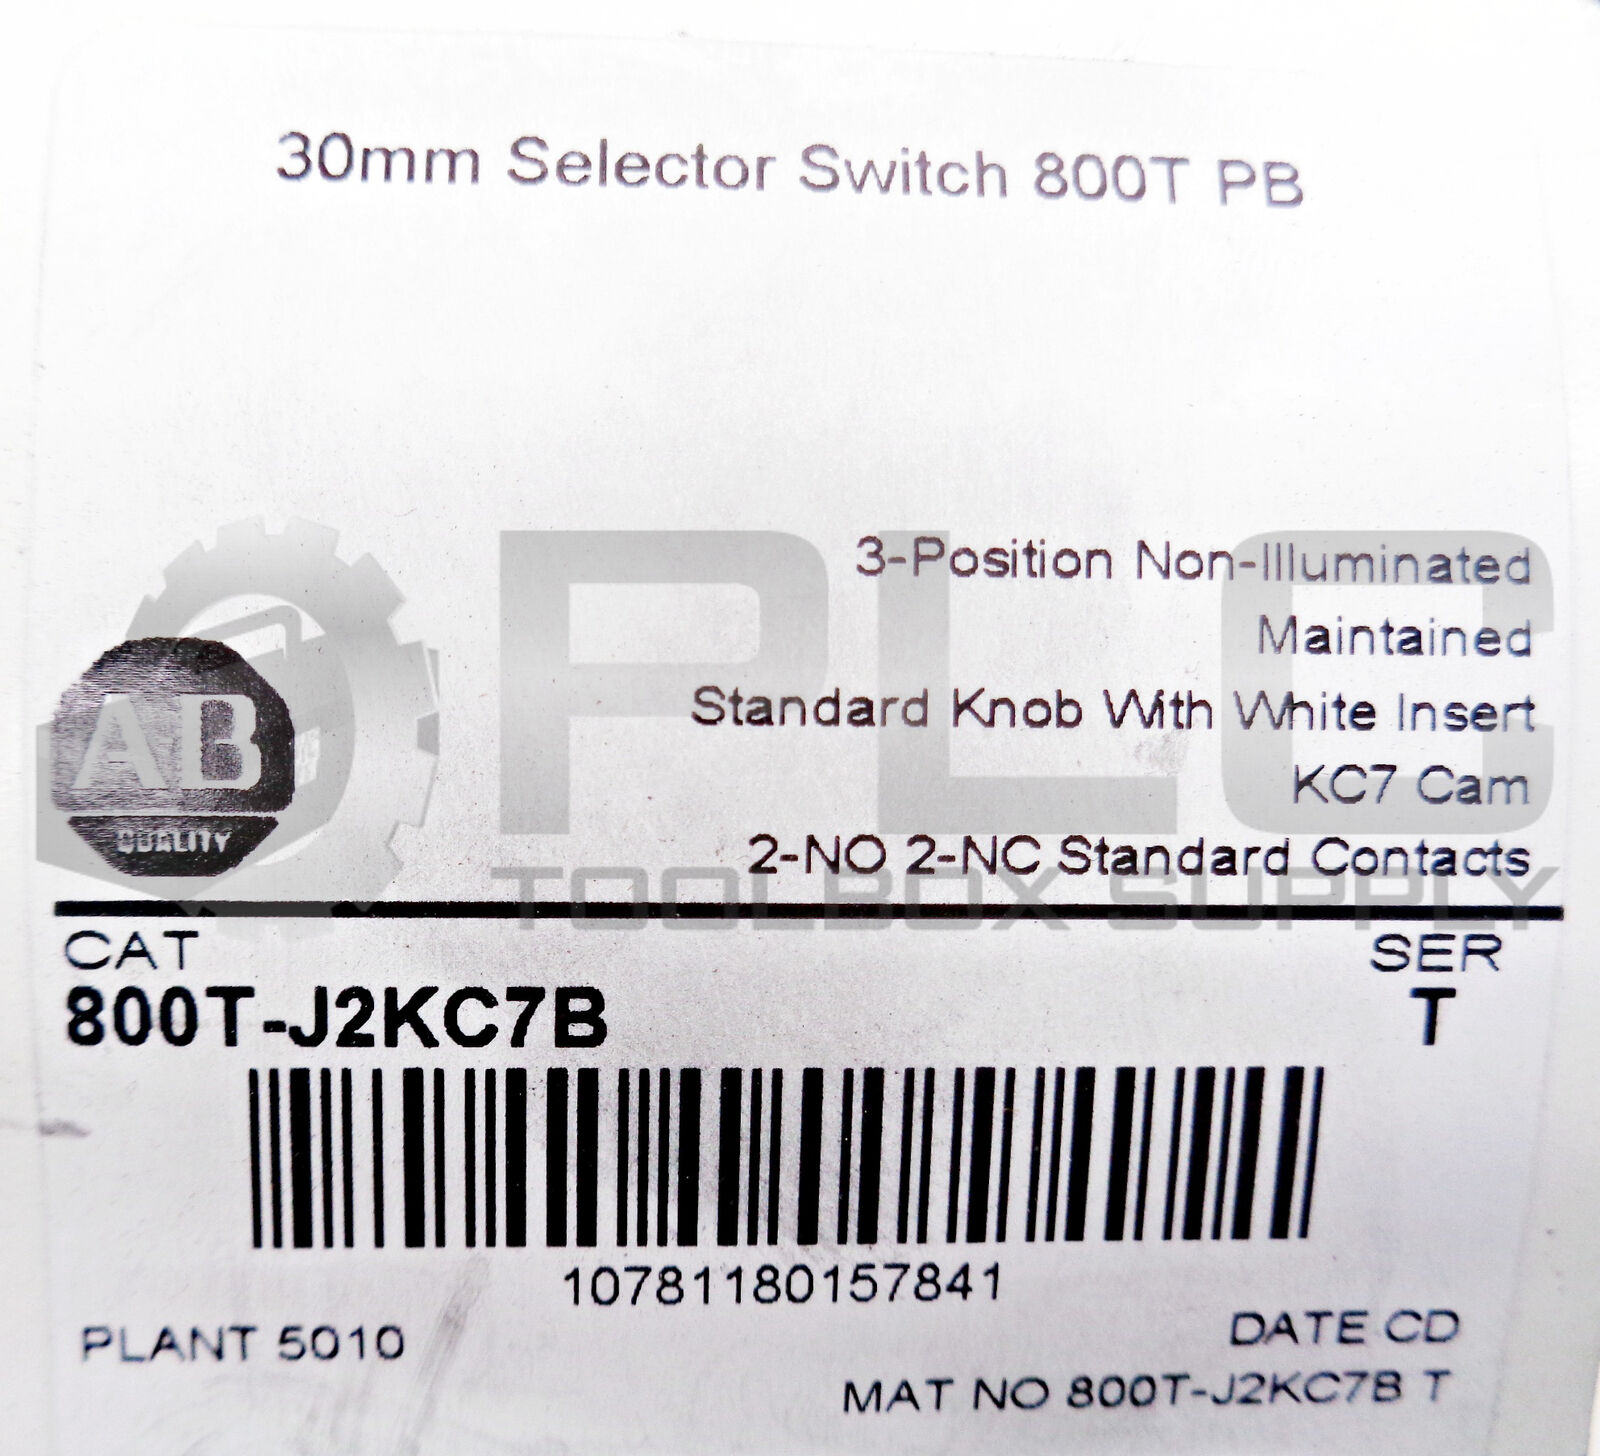 30mm Selector Switch 800T PB
3-Position Non-Illuminated
Maintained
Standard Knob With White Insert
KC7 Cam
2-NO 2-NC Standard Contacts
AB
QUALITY
PLC
TOOLBOX SUPPLY
CAT
SER
800T-J2KC7B
T
10781180157841
PLANT 5010
DATE CD
MAT NO 800T-J2KC7B T